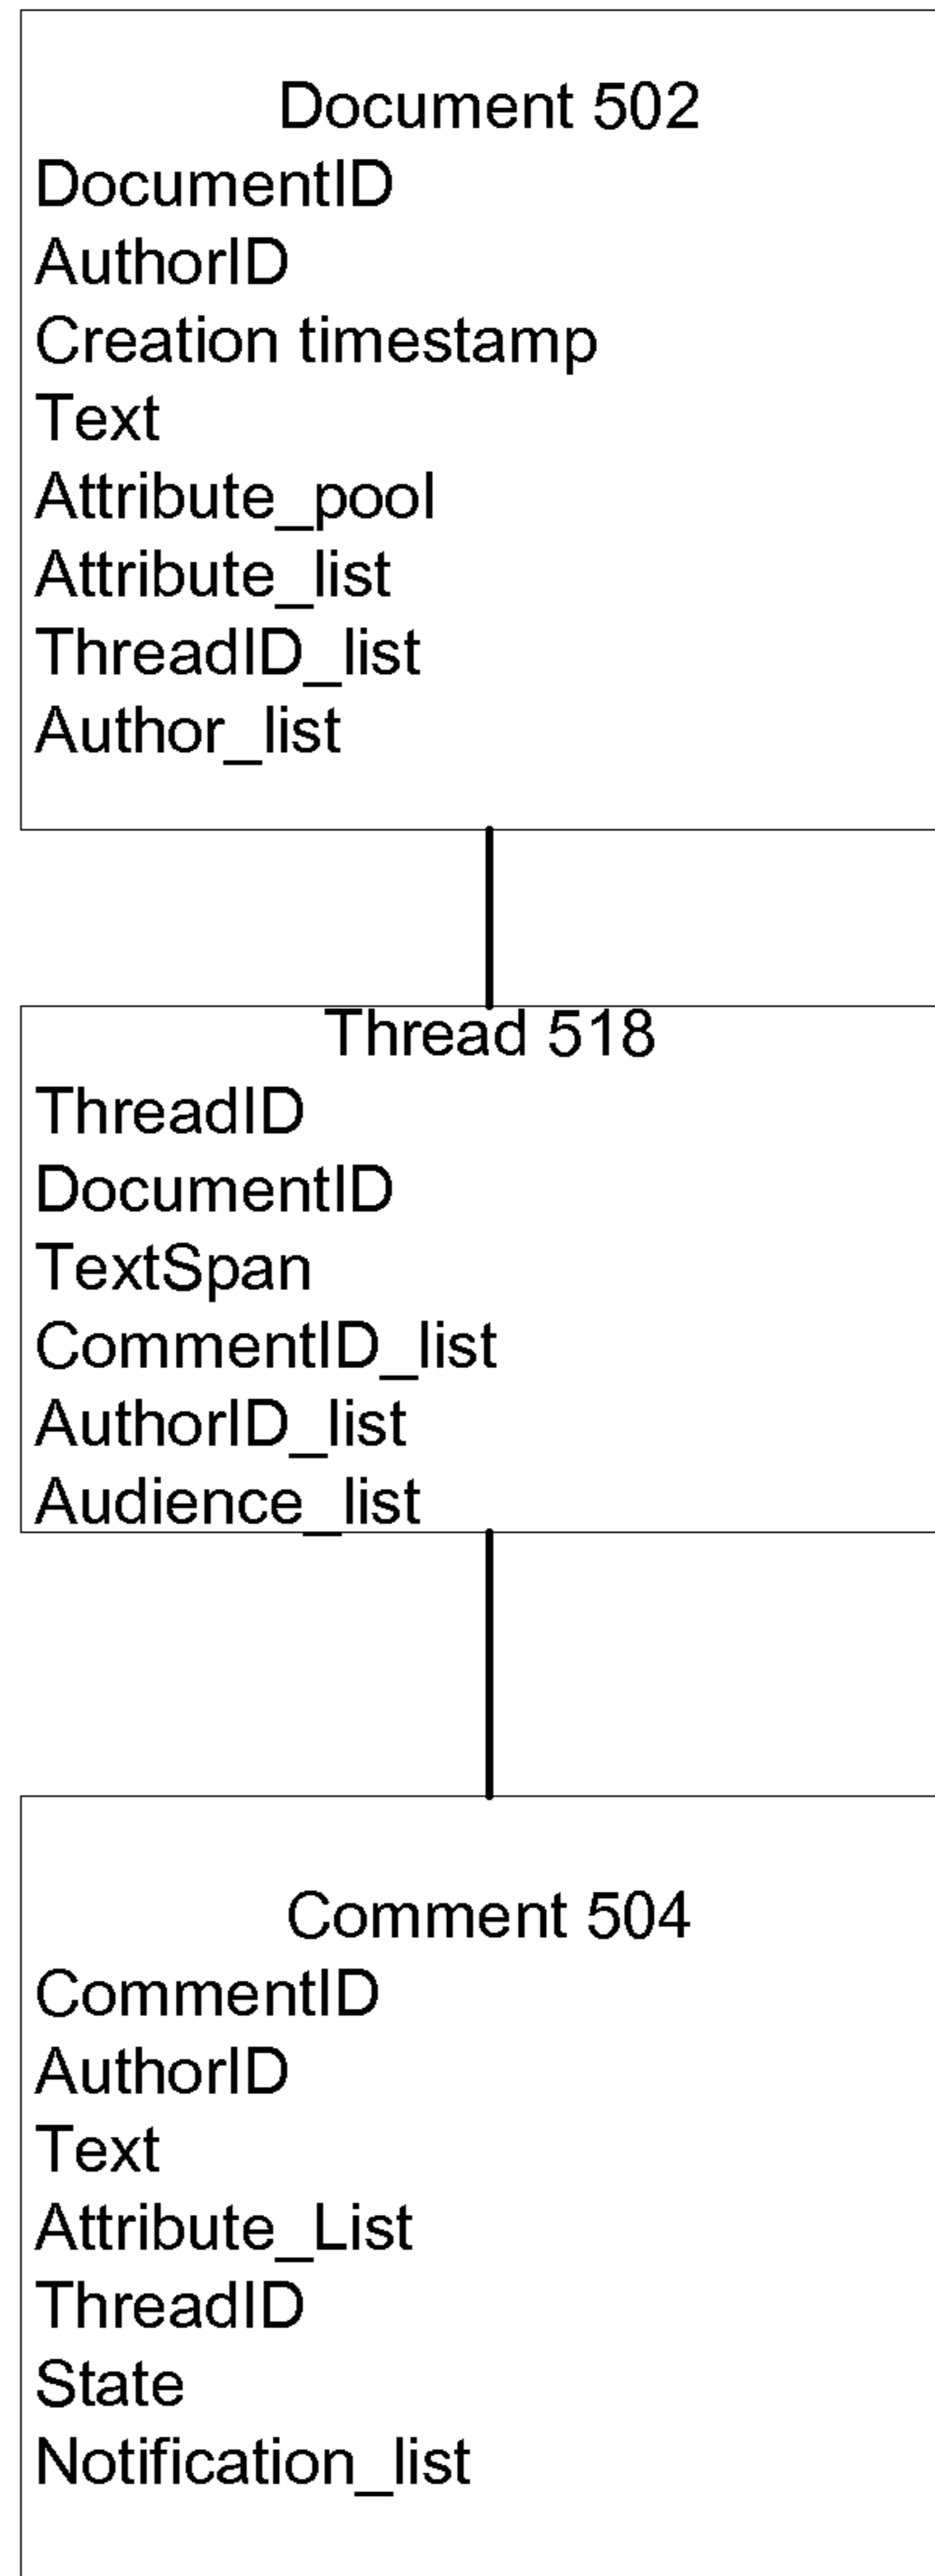 Document 502
DocumentID
AuthorID
Creation timestamp
Text
Attribute_pool
Attribute_list
ThreadID_list
Author_list
Thread 518
ThreadID
DocumentID
TextSpan
CommentID_list
AuthorID_list
Audience_list
Comment 504
CommentID
AuthorID
Text
Attribute_List
ThreadID
State
Notification_list